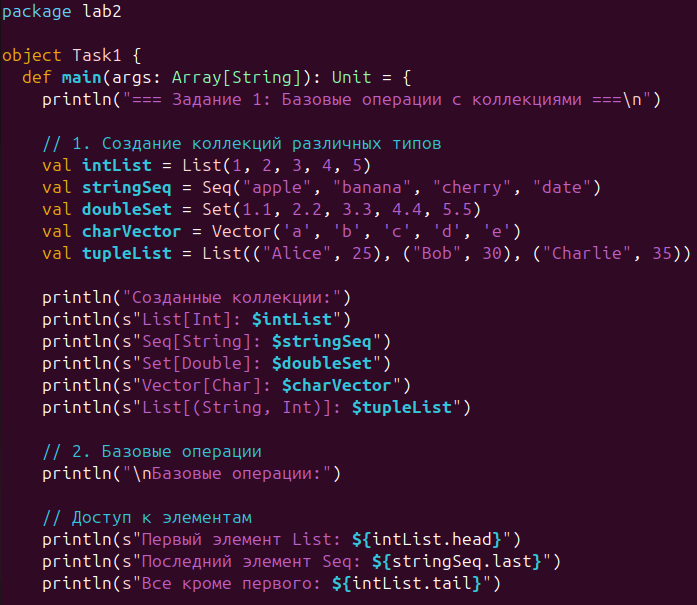 package lab2

object Task1 {
  def main(args: Array[String]): Unit = {
    println("=== Задание 1: Базовые операции с коллекциями ===\n")

    // 1. Создание коллекций различных типов
    val intList = List(1, 2, 3, 4, 5)
    val stringSeq = Seq("apple", "banana", "cherry", "date")
    val doubleSet = Set(1.1, 2.2, 3.3, 4.4, 5.5)
    val charVector = Vector('a', 'b', 'c', 'd', 'e')
    val tupleList = List(("Alice", 25), ("Bob", 30), ("Charlie", 35))

    println("Созданные коллекции:")
    println(s"List[Int]: $intList")
    println(s"Seq[String]: $stringSeq")
    println(s"Set[Double]: $doubleSet")
    println(s"Vector[Char]: $charVector")
    println(s"List[(String, Int)]: $tupleList")

    // 2. Базовые операции
    println("\nБазовые операции:")

    // Доступ к элементам
    println(s"Первый элемент List: ${intList.head}")
    println(s"Последний элемент Seq: ${stringSeq.last}")
    println(s"Все кроме первого: ${intList.tail}")